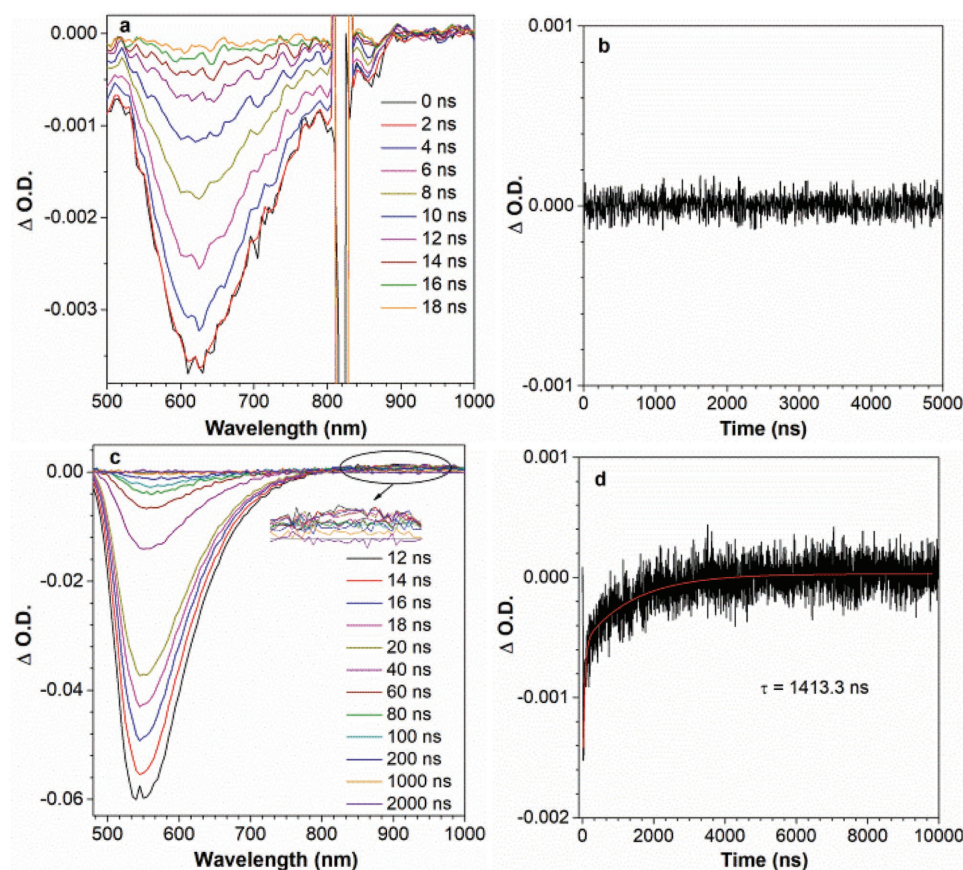 a
0.000
-0.001
-0.002
-0.003
Δ O.D.
500 600 700 800 900 1000
Wavelength (nm)
0 ns
2 ns
4 ns
6 ns
8 ns
10 ns
12 ns
14 ns
16 ns
18 ns
b
0.001
0.000
-0.001
Δ O.D.
0 1000 2000 3000 4000 5000
Time (ns)
c
0.00
-0.02
-0.04
-0.06
Δ O.D.
500 600 700 800 900 1000
Wavelength (nm)
12 ns
14 ns
16 ns
18 ns
20 ns
40 ns
60 ns
80 ns
100 ns
200 ns
1000 ns
2000 ns
d
0.001
0.000
-0.001
-0.002
Δ O.D.
τ = 1413.3 ns
0 2000 4000 6000 8000 10000
Time (ns)